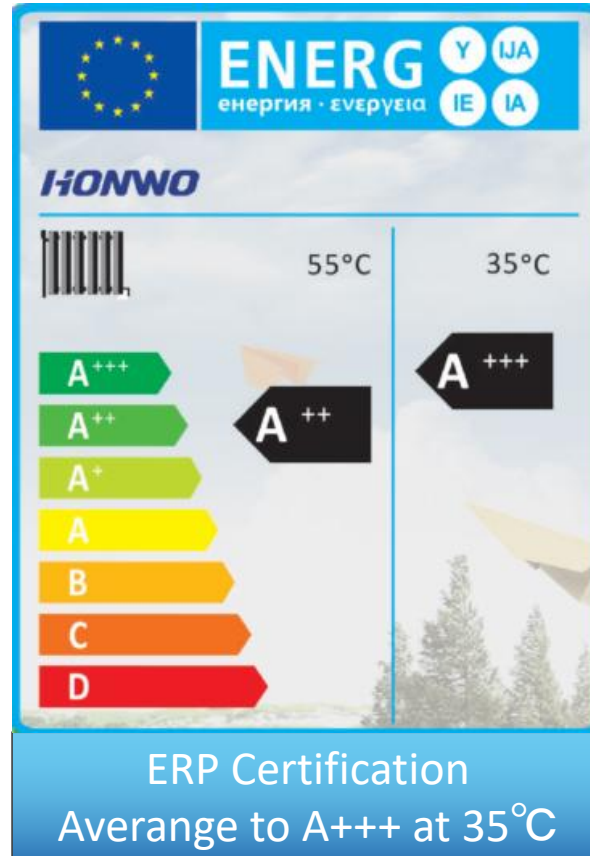 ENERG Y IJA
енергия · ενεργεια IE IA
HONWO
55°C 35°C
A+++
A+++
A++
A++
A+
A
B
C
D
ERP Certification
Averange to A+++ at 35℃